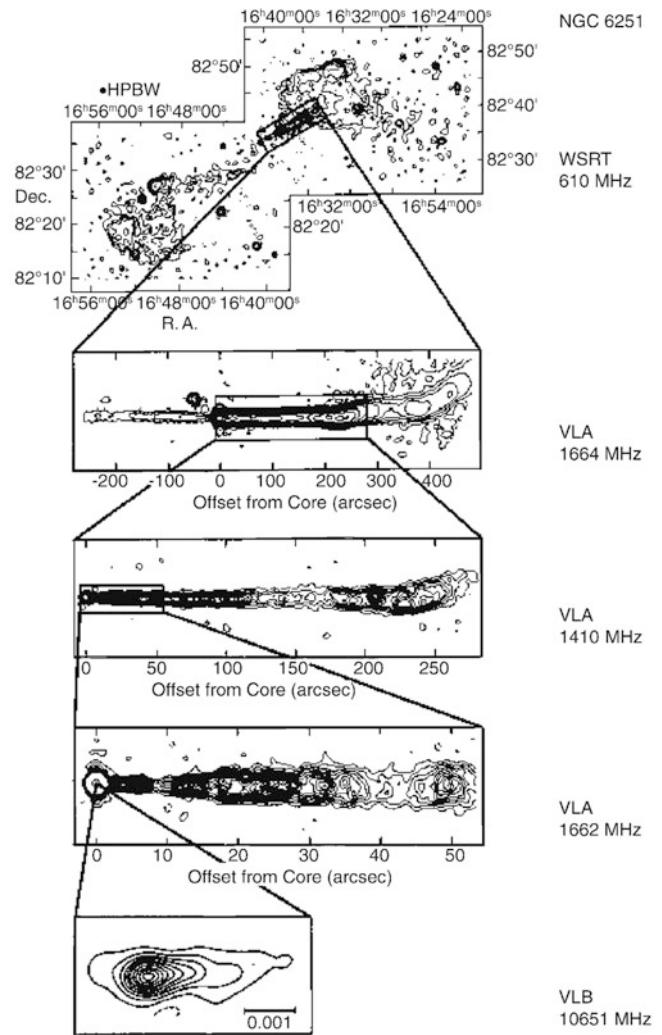 16ʰ40ᵐ00ˢ 16ʰ32ᵐ00ˢ 16ʰ24ᵐ00ˢ
NGC 6251
82°50'
82°50'
•HPBW
16ʰ56ᵐ00ˢ 16ʰ48ᵐ00ˢ
82°40'
82°30'
WSRT
610 MHz
82°30'
Dec.
82°20'
82°10'
16ʰ32ᵐ00ˢ 16ʰ54ᵐ00ˢ
82°20'
16ʰ56ᵐ00ˢ 16ʰ48ᵐ00ˢ 16ʰ40ᵐ00ˢ
R. A.
-200 -100 0 100 200 300 400
Offset from Core (arcsec)
VLA
1664 MHz
0 50 100 150 200 250
Offset from Core (arcsec)
VLA
1410 MHz
0 10 20 30 40 50
Offset from Core (arcsec)
VLA
1662 MHz
0.001
VLB
10651 MHz